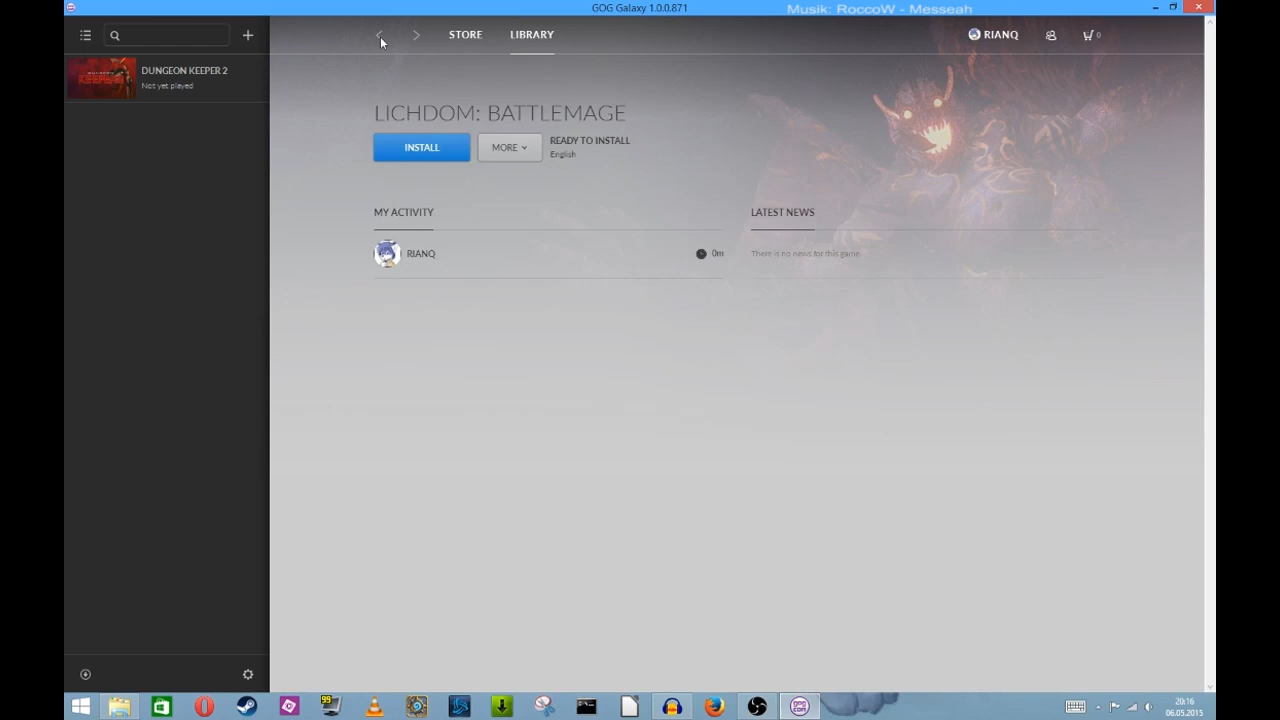 GOG Galaxy 1.0.0.871
Musik: RoccoW - Messeah
STORE
LIBRARY
RIANQ
0
DUNGEON KEEPER 2
Not yet played
LICHDOM: BATTLEMAGE
INSTALL
MORE
READY TO INSTALL
English
MY ACTIVITY
LATEST NEWS
RIANQ
0m
There is no news for this game.
99
20:16
06.05.2015